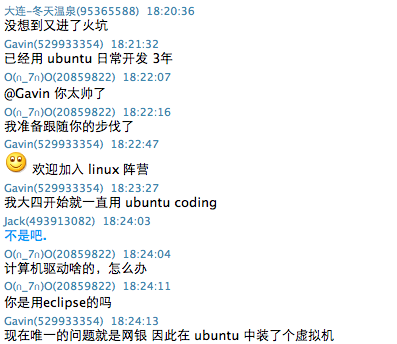 大连-冬天温泉(95365588) 18:20:36
没想到又进了火坑
Gavin(529933354) 18:21:32
已经用 ubuntu 日常开发 3年
O(∩_7∩)O(20859822) 18:22:07
@Gavin 你太帅了
O(∩_7∩)O(20859822) 18:22:16
我准备跟随你的步伐了
Gavin(529933354) 18:22:47
欢迎加入 linux 阵营
Gavin(529933354) 18:23:27
我大四开始就一直用 ubuntu coding
Jack(493913082) 18:24:03
不是吧.
O(∩_7∩)O(20859822) 18:24:04
计算机驱动啥的，怎么办
O(∩_7∩)O(20859822) 18:24:11
你是用eclipse的吗
Gavin(529933354) 18:24:13
现在唯一的问题就是网银 因此在 ubuntu 中装了个虚拟机